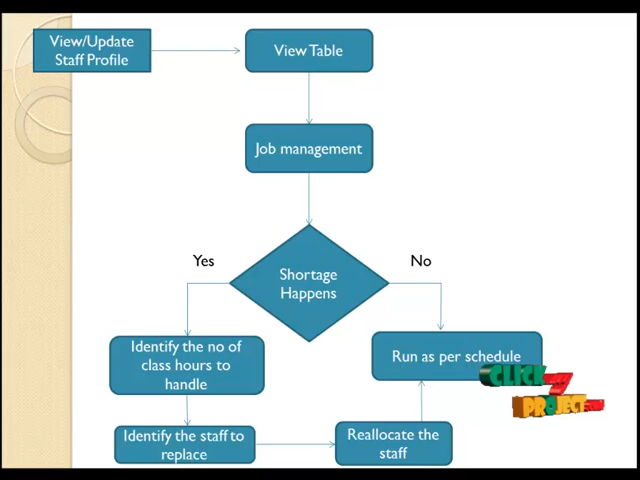 View/Update
Staff Profile
View Table
Job management
Yes
No
Shortage
Happens
Identify the no of
class hours to
handle
Run as per schedule
CLICK
PROJECT
Identify the staff to
replace
Reallocate the
staff